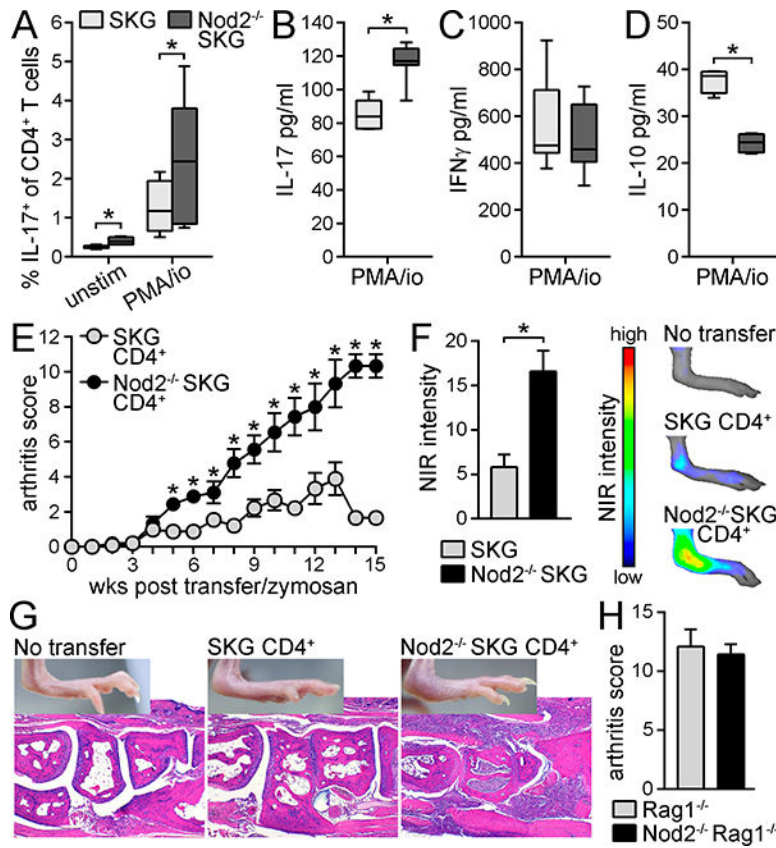 A
SKG
Nod2-/- SKG
% IL-17+ of CD4+ T cells
6
5
4
3
2
1
0
*
*
unstim
PMA/io
B
IL-17 pg/ml
140
120
100
80
60
40
20
0
*
PMA/io
C
IFNγ pg/ml
1000
800
600
400
200
0
PMA/io
D
IL-10 pg/ml
50
40
30
20
10
0
*
PMA/io
E
SKG
CD4+
Nod2-/- SKG
CD4+
arthritis score
12
10
8
6
4
2
0
* * * * * * * * * * *
0 3 6 9 12 15
wks post transfer/zymosan
F
NIR intensity
20
15
10
5
0
*
SKG
Nod2-/- SKG
high
NIR intensity
low
No transfer
SKG CD4+
Nod2-/-SKG
CD4+
G
No transfer
SKG CD4+
Nod2-/- SKG CD4+
H
arthritis score
15
10
5
0
Rag1-/-
Nod2-/- Rag1-/-